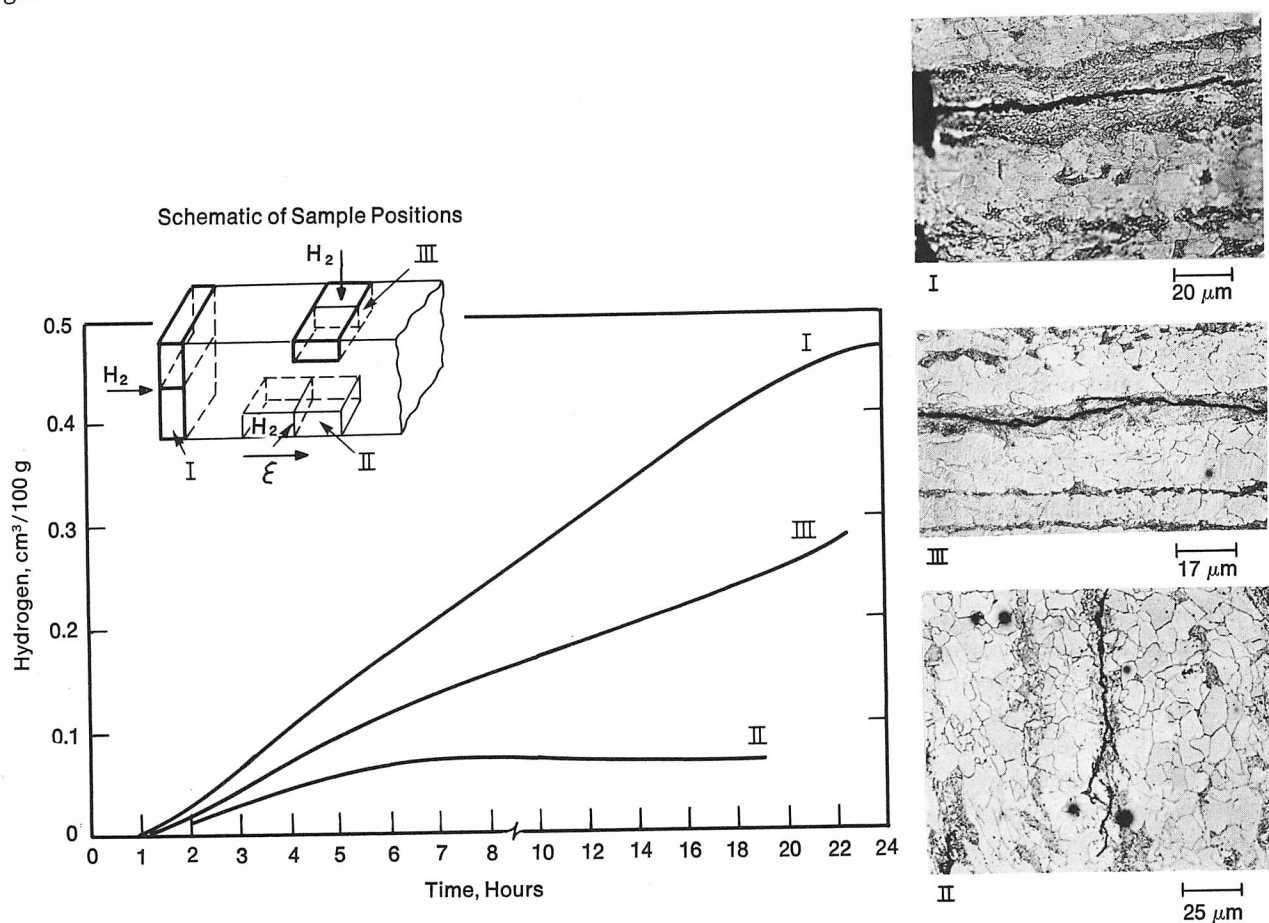 Schematic of Sample Positions
H₂
III
H₂
H₂
I
ε
II
0.5
0.4
0.3
0.2
0.1
0
Hydrogen, cm³/100 g
I
III
II
0 1 2 3 4 5 6 8 10 12 14 16 18 20 22 24
Time, Hours
I
20 μm
III
17 μm
II
25 μm